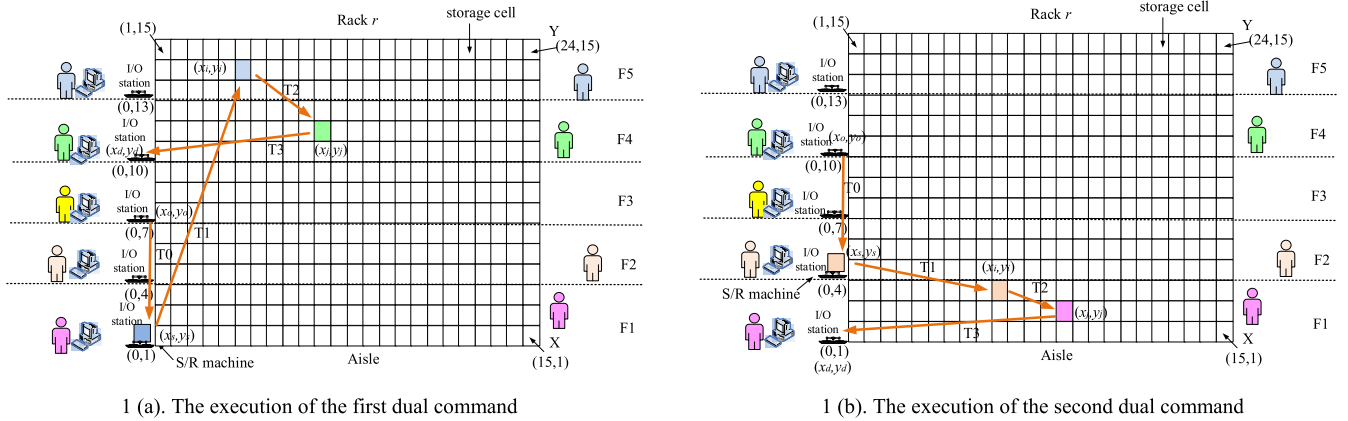 Rack r
storage cell
(1,15)
Y
(24,15)
I/O
station
(xi,yi)
F5
T2
(0,13)
I/O
station
(xd,yd)
F4
T3
(xj,yj)
(0,10)
I/O
station
(xo,yo)
F3
(0,7)
T1
T0
I/O
station
F2
(0,4)
I/O
station
(xs,ys)
F1
X
(0,1)
S/R machine
Aisle
(15,1)
1 (a). The execution of the first dual command
Rack r
storage cell
(1,15)
Y
(24,15)
I/O
station
F5
(0,13)
I/O
station
(xo,yo)
F4
(0,10)
T0
I/O
station
F3
(0,7)
I/O
station
(xs,ys)
F2
T1
(xi,yi)
S/R machine
(0,4)
T2
I/O
station
(xj,yj)
F1
T3
X
(0,1)
(xd,yd)
Aisle
(15,1)
1 (b). The execution of the second dual command